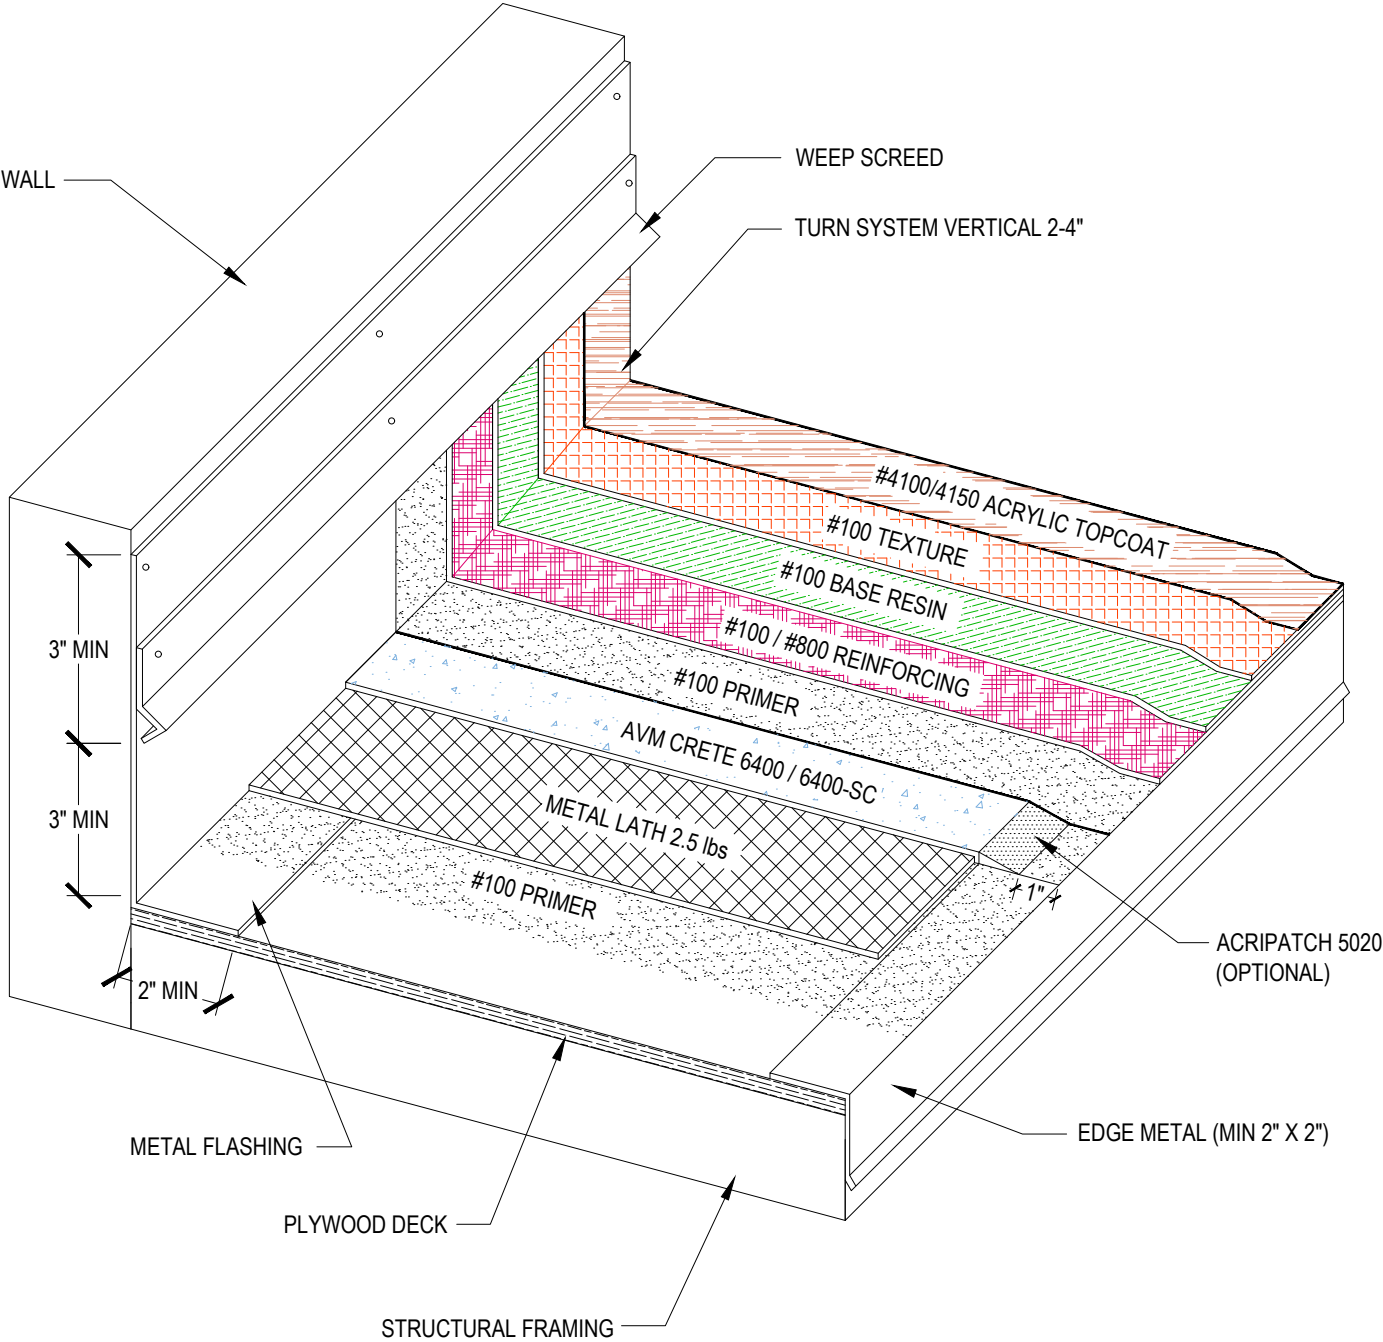 WALL
WEEP SCREED
TURN SYSTEM VERTICAL 2-4"
#4100/4150 ACRYLIC TOPCOAT
#100 TEXTURE
#100 BASE RESIN
#100 / #800 REINFORCING
#100 PRIMER
AVM CRETE 6400 / 6400-SC
METAL LATH 2.5 lbs
#100 PRIMER
3" MIN
3" MIN
2" MIN
1"
ACRIPATCH 5020
(OPTIONAL)
EDGE METAL (MIN 2" X 2")
METAL FLASHING
PLYWOOD DECK
STRUCTURAL FRAMING